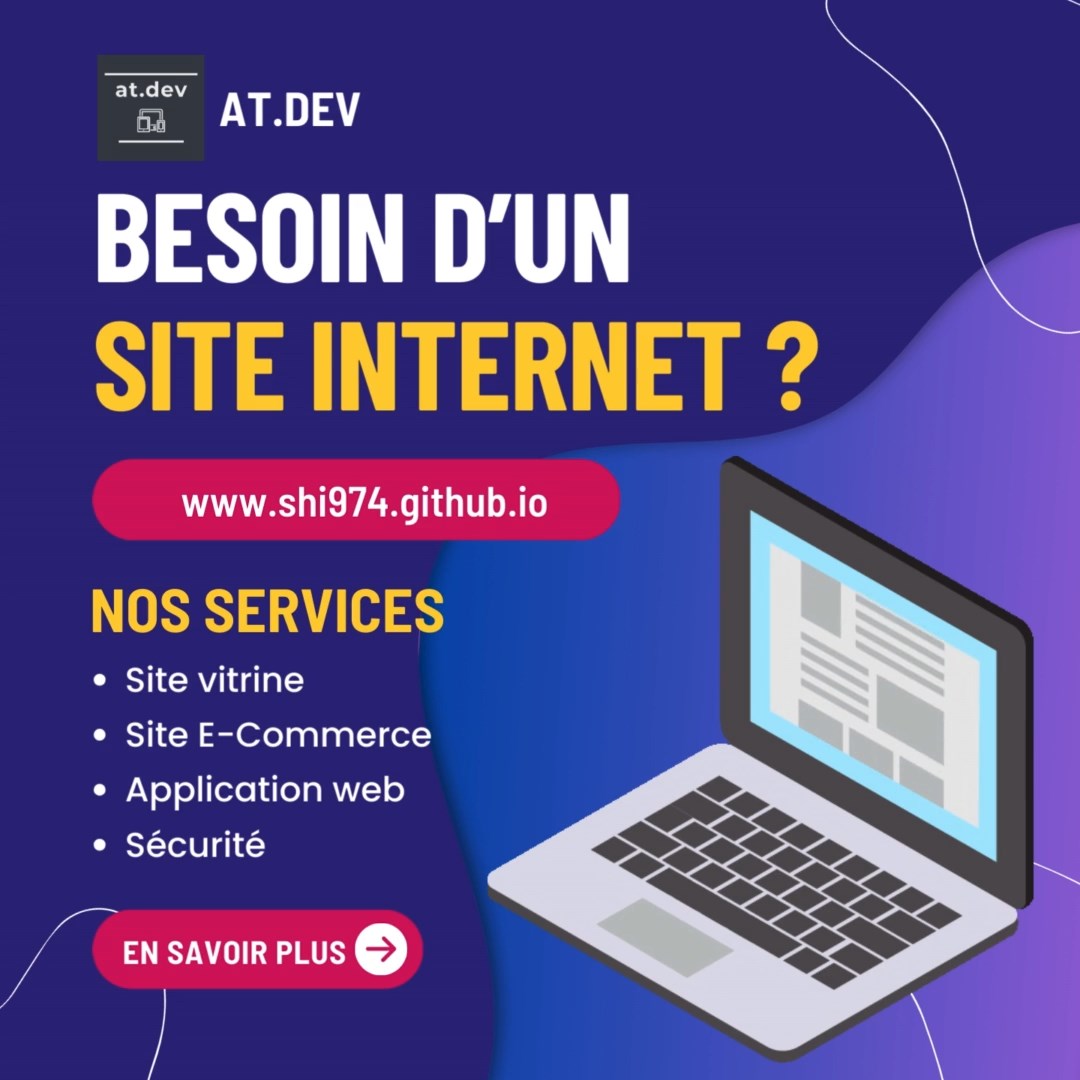 at.dev
AT.DEV
BESOIN D’UN
SITE INTERNET ?
www.shi974.github.io
NOS SERVICES
• Site vitrine
• Site E-Commerce
• Application web
• Sécurité
EN SAVOIR PLUS